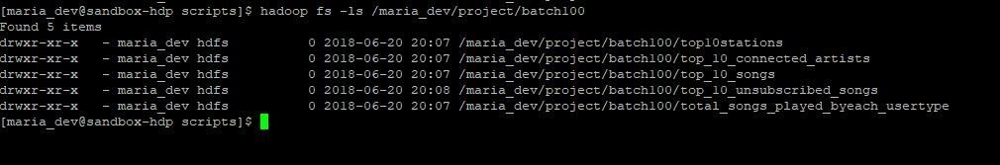 [maria_dev@sandbox-hdp scripts]$ hadoop fs -ls /maria_dev/project/batch100
Found 5 items
drwxr-xr-x   - maria_dev hdfs          0 2018-06-20 20:07 /maria_dev/project/batch100/top10stations
drwxr-xr-x   - maria_dev hdfs          0 2018-06-20 20:07 /maria_dev/project/batch100/top_10_connected_artists
drwxr-xr-x   - maria_dev hdfs          0 2018-06-20 20:07 /maria_dev/project/batch100/top_10_songs
drwxr-xr-x   - maria_dev hdfs          0 2018-06-20 20:08 /maria_dev/project/batch100/top_10_unsubscribed_songs
drwxr-xr-x   - maria_dev hdfs          0 2018-06-20 20:07 /maria_dev/project/batch100/total_songs_played_byeach_usertype
[maria_dev@sandbox-hdp scripts]$